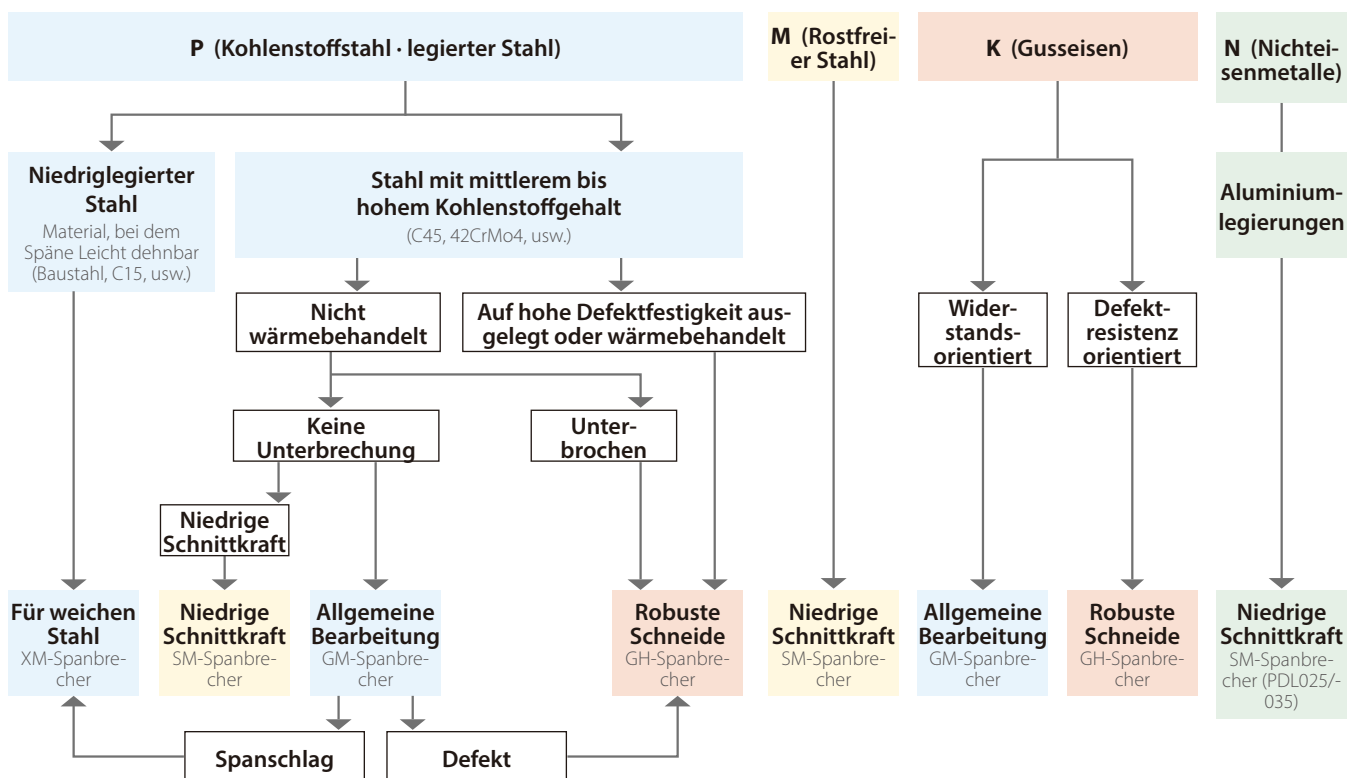 P (Kohlenstoffstahl · legierter Stahl)
M (Rostfrei-
er Stahl)
K (Gusseisen)
N (Nichtei-
senmetalle)
Niedriglegierter
Stahl
Material, bei dem
Späne Leicht dehnbar
(Baustahl, C15, usw.)
Stahl mit mittlerem bis
hohem Kohlenstoffgehalt
(C45, 42CrMo4, usw.)
Aluminium-
legierungen
Nicht
wärmebehandelt
Auf hohe Defektfestigkeit aus-
gelegt oder wärmebehandelt
Wider-
stands-
orientiert
Defekt-
resistenz
orientiert
Keine
Unterbrechung
Unter-
brochen
Niedrige
Schnittkraft
Für weichen
Stahl
XM-Spanbre-
cher
Niedrige
Schnittkraft
SM-Spanbre-
cher
Allgemeine
Bearbeitung
GM-Spanbre-
cher
Robuste
Schneide
GH-Spanbre-
cher
Niedrige
Schnittkraft
SM-Spanbre-
cher
Allgemeine
Bearbeitung
GM-Spanbre-
cher
Robuste
Schneide
GH-Spanbre-
cher
Niedrige
Schnittkraft
SM-Spanbre-
cher (PDL025/-
035)
Spanschlag
Defekt